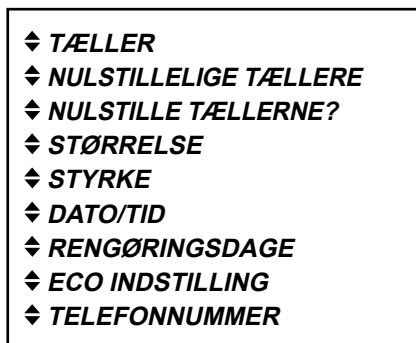 TÆLLER
NULSTILLELIGE TÆLLERE
NULSTILLE TÆLLERNE?
STØRRELSE
STYRKE
DATO/TID
RENGØRINGSDAGE
ECO INDSTILLING
TELEFONNUMMER